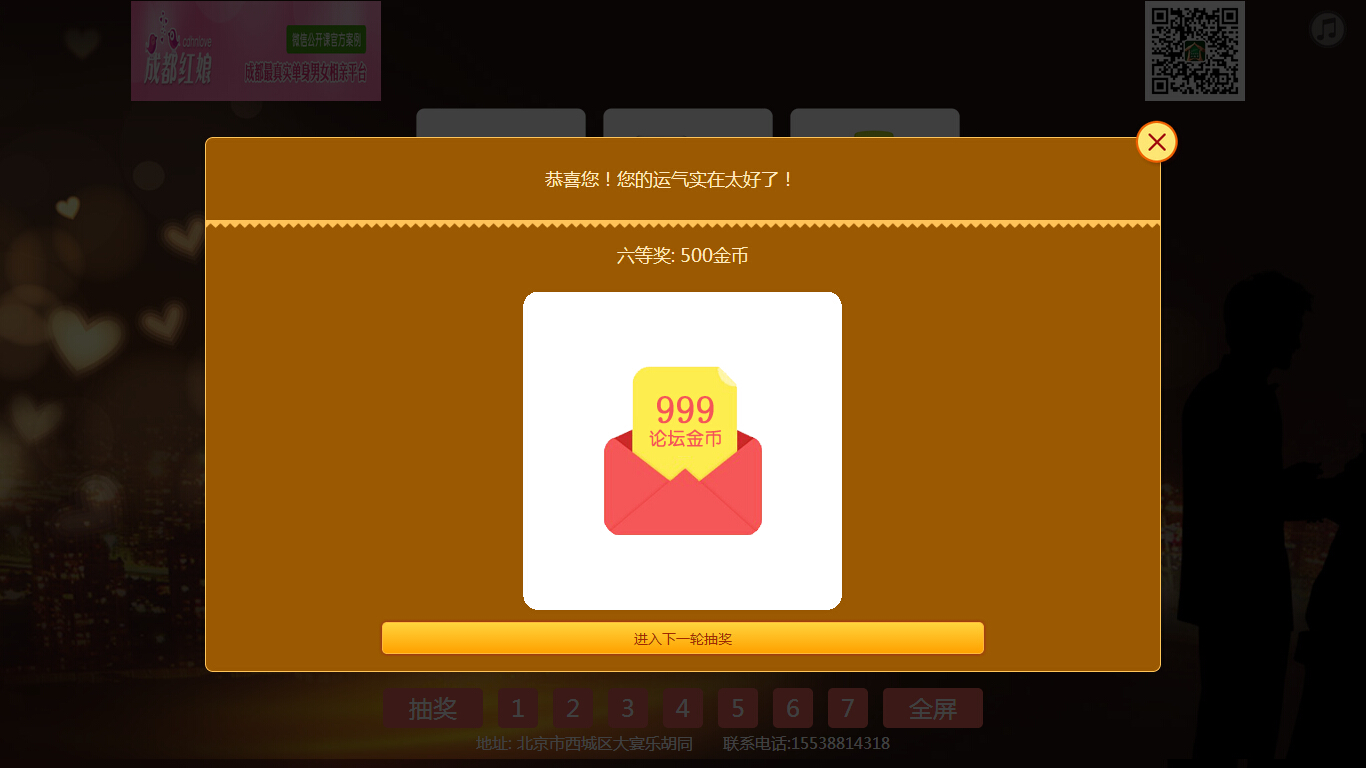 cdhnlove
成都红娘
微信公开课官方案例
成都最真实单身男女相亲平台
恭喜您！您的运气实在太好了！
六等奖: 500金币
999
论坛金币
进入下一轮抽奖
抽奖 1 2 3 4 5 6 7 全屏
地址: 北京市西城区大宴乐胡同 联系电话:15538814318